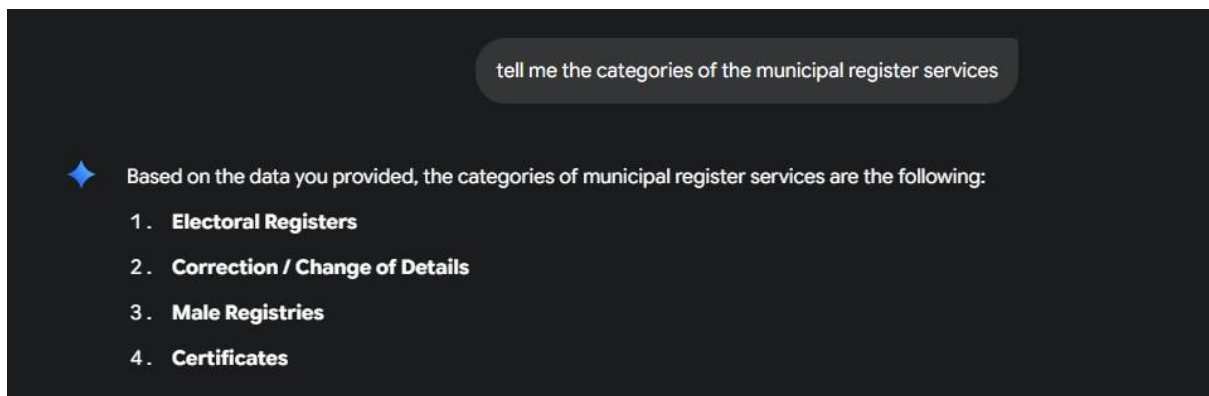 tell me the categories of the municipal register services
Based on the data you provided, the categories of municipal register services are the following:
1. Electoral Registers
2. Correction / Change of Details
3. Male Registries
4. Certificates